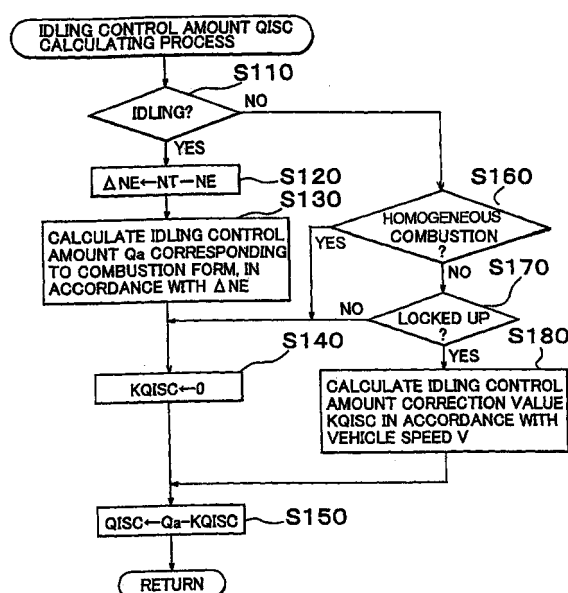 IDLING CONTROL AMOUNT QISC
CALCULATING PROCESS
S110
IDLING?
NO
YES
S120
ΔNE←NT−NE
S130
CALCULATE IDLING CONTROL
AMOUNT Qa CORRESPONDING
TO COMBUSTION FORM, IN
ACCORDANCE WITH ΔNE
S160
HOMOGENEOUS
COMBUSTION
?
YES
NO
S170
LOCKED UP
?
NO
YES
S140
KQISC←0
S180
CALCULATE IDLING CONTROL
AMOUNT CORRECTION VALUE
KQISC IN ACCORDANCE WITH
VEHICLE SPEED V
S150
QISC←Qa−KQISC
RETURN